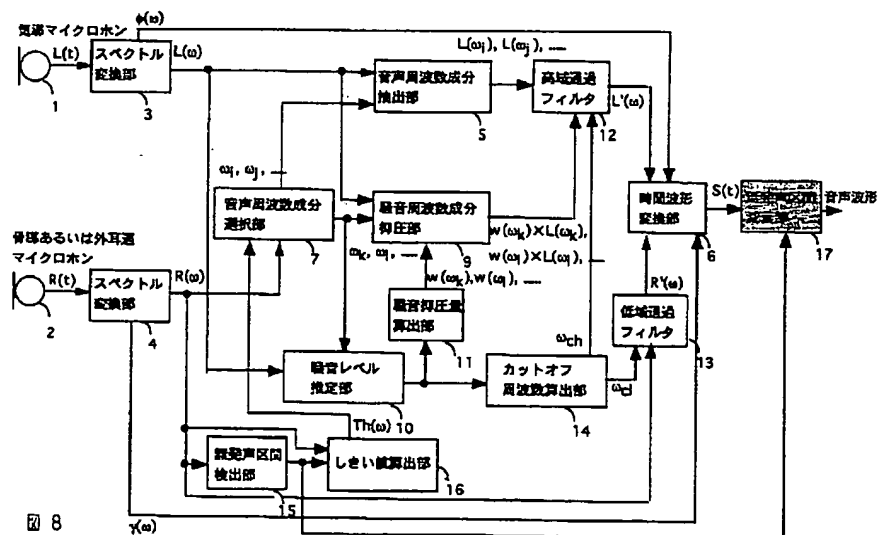 気導マイクロホン
L(t)
1
スペクトル
変換部
3
φ(ω)
L(ω)
音声周波数成分
抽出部
5
L(ωi), L(ωj), ....
高域通過
フィルタ
12
L'(ω)
ωi, ωj, ...
音声周波数成分
選択部
7
騒音周波数成分
抑圧部
9
ωk, ωl, ...
w(ωk)×L(ωk),
w(ωl)×L(ωl),
...
w(ωk),w(ωl), .....
時間波形
変換部
6
S(t)
音声波形
17
骨導あるいは外耳道
マイクロホン
R(t)
2
スペクトル
変換部
4
R(ω)
騒音抑圧量
算出部
11
R'(ω)
低域通過
フィルタ
13
騒音レベル
推定部
10
カットオフ
周波数算出部
14
ωch
ωcl
Th(ω)
無発声区間
検出部
15
しきい値算出部
16
γ(ω)
図 8